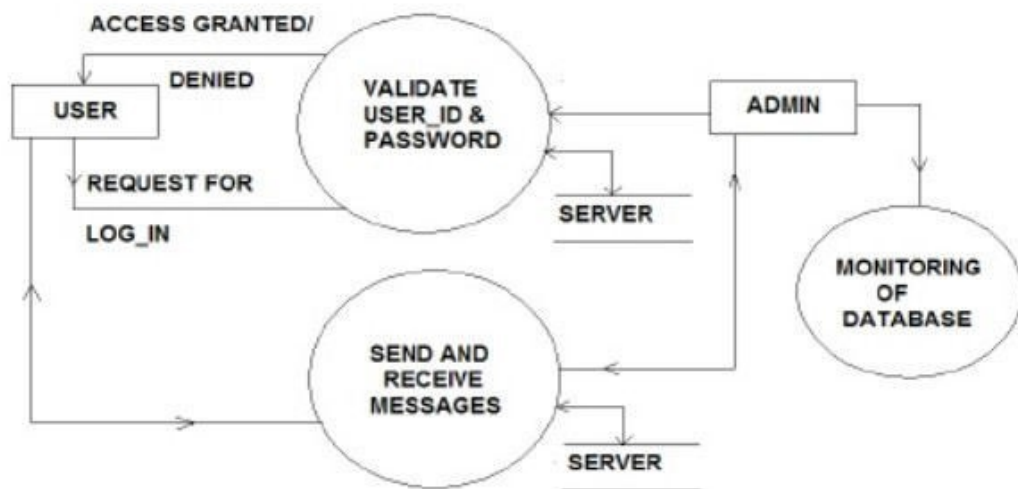 ACCESS GRANTED/
DENIED
USER
REQUEST FOR
LOG_IN
VALIDATE
USER_ID &
PASSWORD
ADMIN
SERVER
MONITORING
OF
DATABASE
SEND AND
RECEIVE
MESSAGES
SERVER